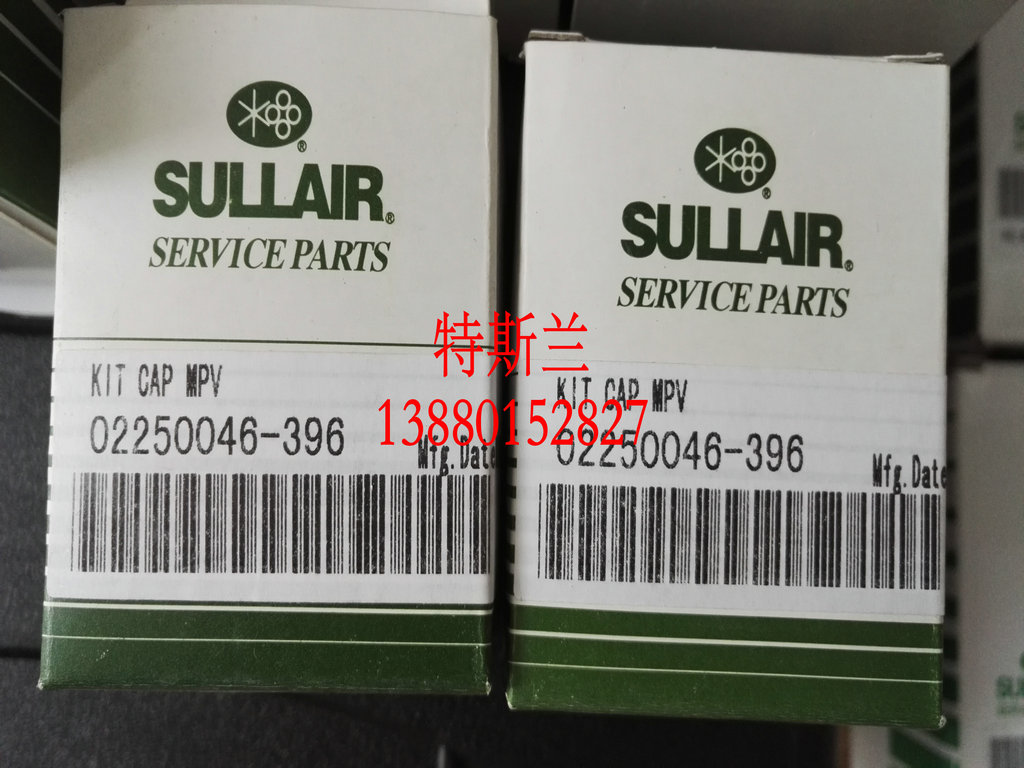 SULLAIR®
SERVICE PARTS
KIT CAP MPV
02250046-396
Mfg.Date
SULLAIR®
SERVICE PARTS
KIT CAP MPV
02250046-396
Mfg.Date
特斯兰
13880152827